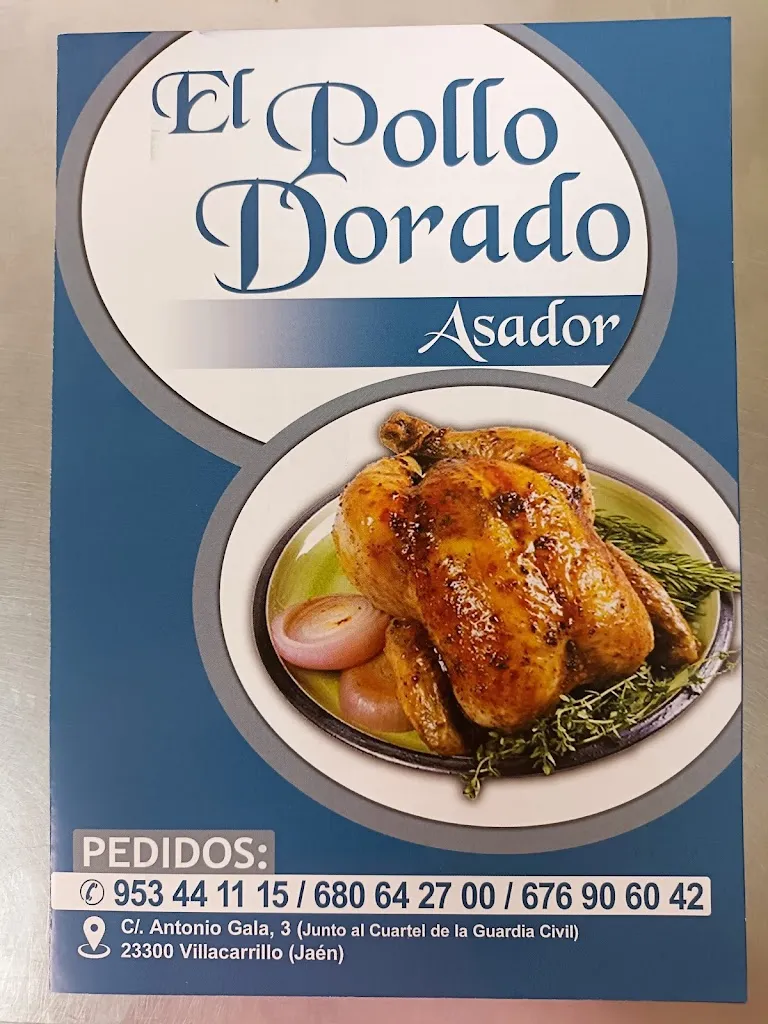 El Pollo
Dorado
Asador
PEDIDOS:
953 44 11 15 / 680 64 27 00 / 676 90 60 42
C/. Antonio Gala, 3 (Junto al Cuartel de la Guardia Civil)
23300 Villacarrillo (Jaén)